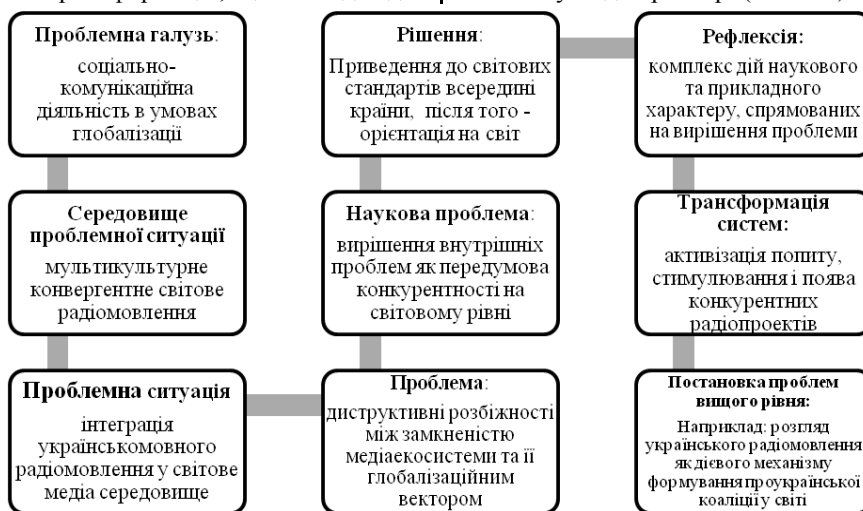 Проблемна галузь:
соціально-
комунікаційна
діяльність в умовах
глобалізації
Середовище
проблемної ситуації
мультикультурне
конвергентне світове
радіомовлення
Проблемна ситуація
інтеграція
українськомовного
радіомовлення у світове
медіа середовище
Проблема:
диструктивні розбіжності
між замкненістю
медіаекосистеми та її
глобалізаційним
вектором
Наукова проблема:
вирішення внутрішніх
проблем як передумова
конкурентності на
світовому рівні
Рішення:
Приведення до світових
стандартів всередині
країни, після того -
орієнтація на світ
Рефлексія:
комплекс дій наукового
та прикладного
характеру, спрямованих
на вирішення проблеми
Трансформація
систем:
активізація попиту,
стимулювання і поява
конкурентних
радіопроектів
Постановка проблем
вищого рівня:
Наприклад: розгляд
українського радіомовлення
як дієвого механізму
формування проукраїнської
коаліції у світі